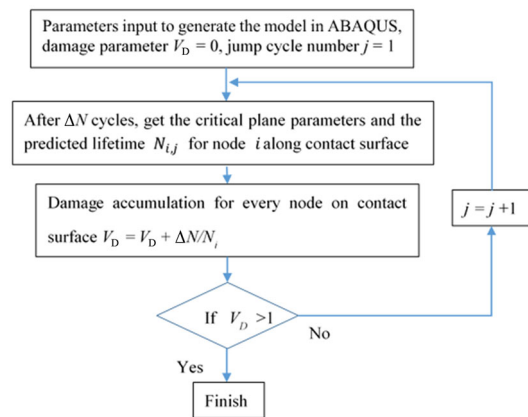 Parameters input to generate the model in ABAQUS,
damage parameter V_D = 0, jump cycle number j = 1
After ΔN cycles, get the critical plane parameters and the
predicted lifetime N_{i,j} for node i along contact surface
Damage accumulation for every node on contact
surface V_D = V_D + ΔN/N_i
j = j +1
If V_D >1
No
Yes
Finish